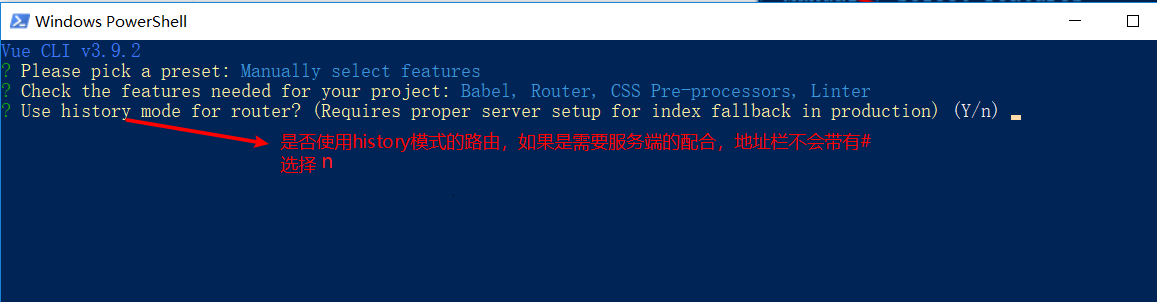 Windows PowerShell
Vue CLI v3.9.2
? Please pick a preset: Manually select features
? Check the features needed for your project: Babel, Router, CSS Pre-processors, Linter
? Use history mode for router? (Requires proper server setup for index fallback in production) (Y/n)
是否使用history模式的路由，如果是需要服务端的配合，地址栏不会带有#
选择 n